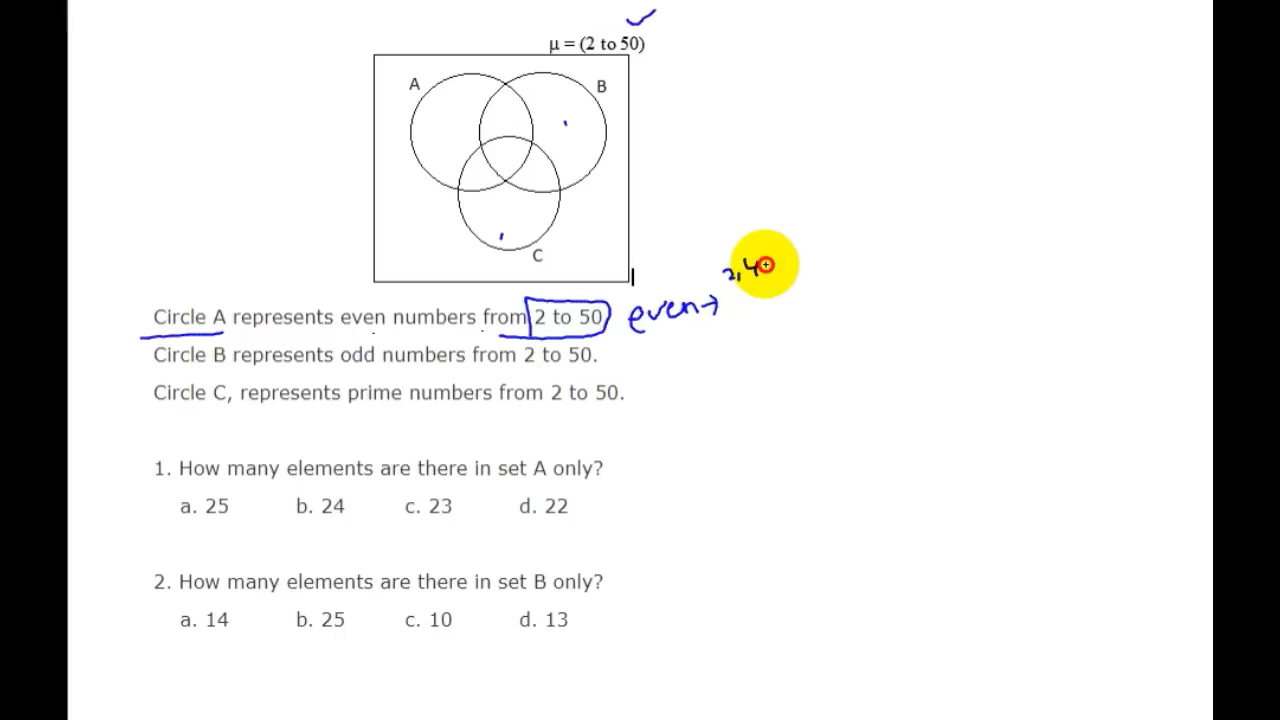 μ = (2 to 50)
A
B
C
2, 4
Circle A represents even numbers from 2 to 50
even →
Circle B represents odd numbers from 2 to 50.
Circle C, represents prime numbers from 2 to 50.
1. How many elements are there in set A only?
a. 25 b. 24 c. 23 d. 22
2. How many elements are there in set B only?
a. 14 b. 25 c. 10 d. 13